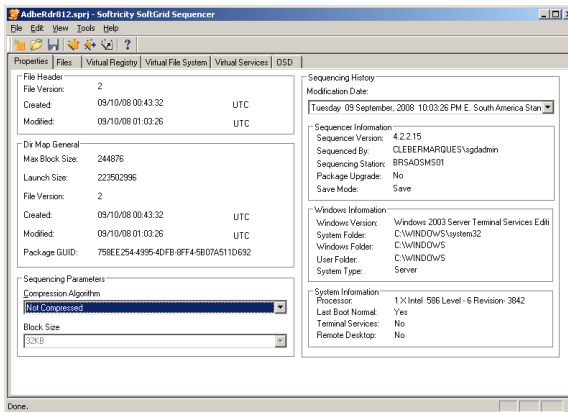 AdbeRdr812.sprj - Softricity SoftGrid Sequencer
File Edit View Tools Help
Properties Files Virtual Registry Virtual File System Virtual Services OSD
File Header
File Version: 2
Created: 09/10/08 00:43:32 UTC
Modified: 09/10/08 01:03:26 UTC
Dir Map General
Max Block Size: 244876
Launch Size: 223502996
File Version: 2
Created: 09/10/08 00:43:32 UTC
Modified: 09/10/08 01:03:26 UTC
Package GUID: 758EE254-4995-4DFB-8FF4-5B07A511D692
Sequencing Parameters
Compression Algorithm
Not Compressed
Block Size
32KB
Sequencing History
Modification Date:
Tuesday 09 September, 2008 10:03:26 PM E. South America Stan
Sequencer Information
Sequencer Version: 4.2.2.15
Sequenced By: CLEBERMARQUES\sgdadmin
Sequencing Station: BRSAOSMS01
Package Upgrade: No
Save Mode: Save
Windows Information
Windows Version: Windows 2003 Server Terminal Services Editi
System Folder: C:\WINDOWS\system32
Windows Folder: C:\WINDOWS
User Folder: C:\WINDOWS
System Type: Server
System Information
Processor: 1 X Intel 586 Level - 6 Revision- 3842
Last Boot Normal: Yes
Terminal Services: No
Remote Desktop: No
Done.